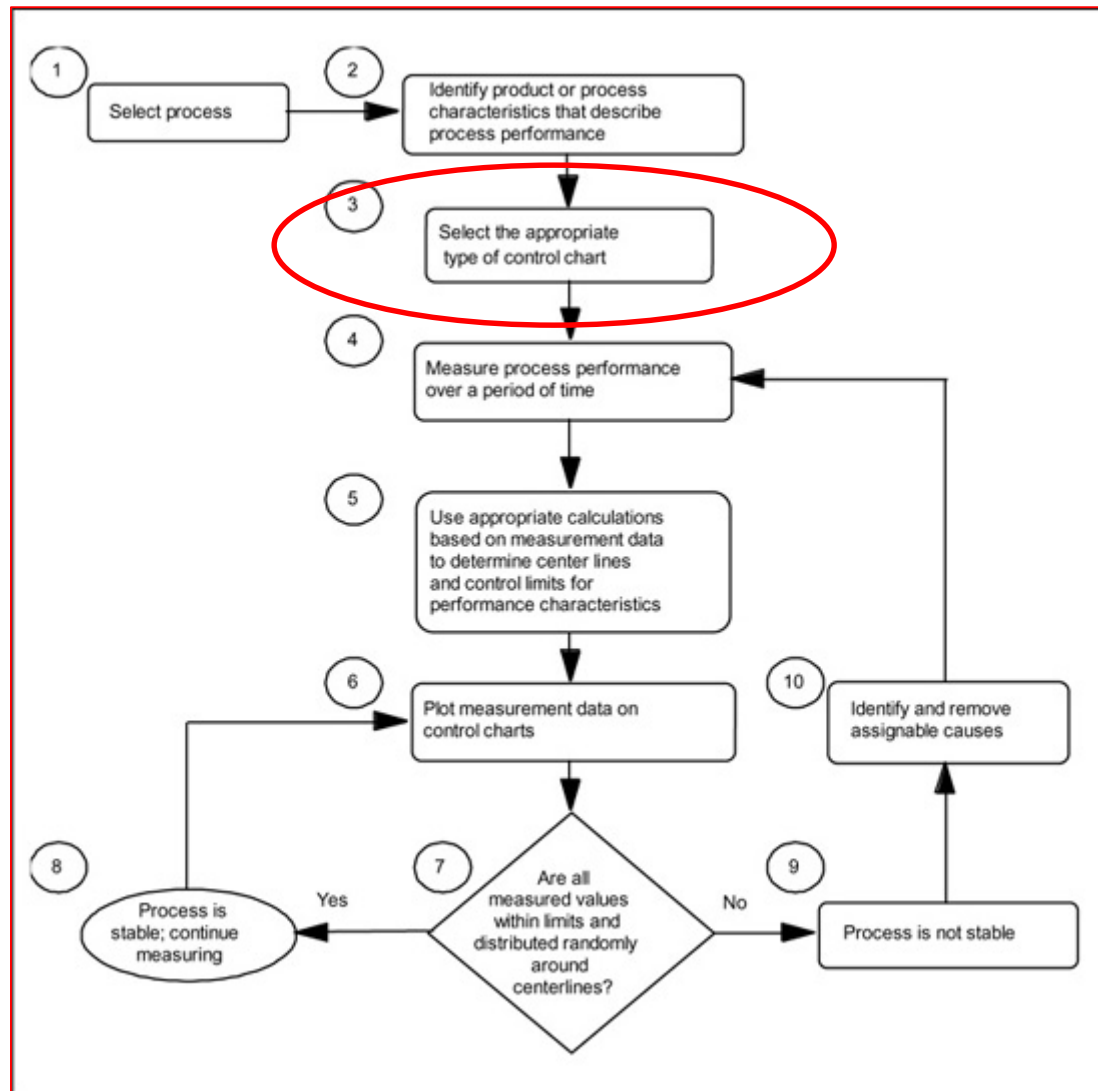 1
Select process
2
Identify product or process
characteristics that describe
process performance
3
Select the appropriate
type of control chart
4
Measure process performance
over a period of time
5
Use appropriate calculations
based on measurement data
to determine center lines
and control limits for
performance characteristics
6
Plot measurement data on
control charts
7
Are all
measured values
within limits and
distributed randomly
around
centerlines?
Yes
8
Process is
stable; continue
measuring
No
9
Process is not stable
10
Identify and remove
assignable causes